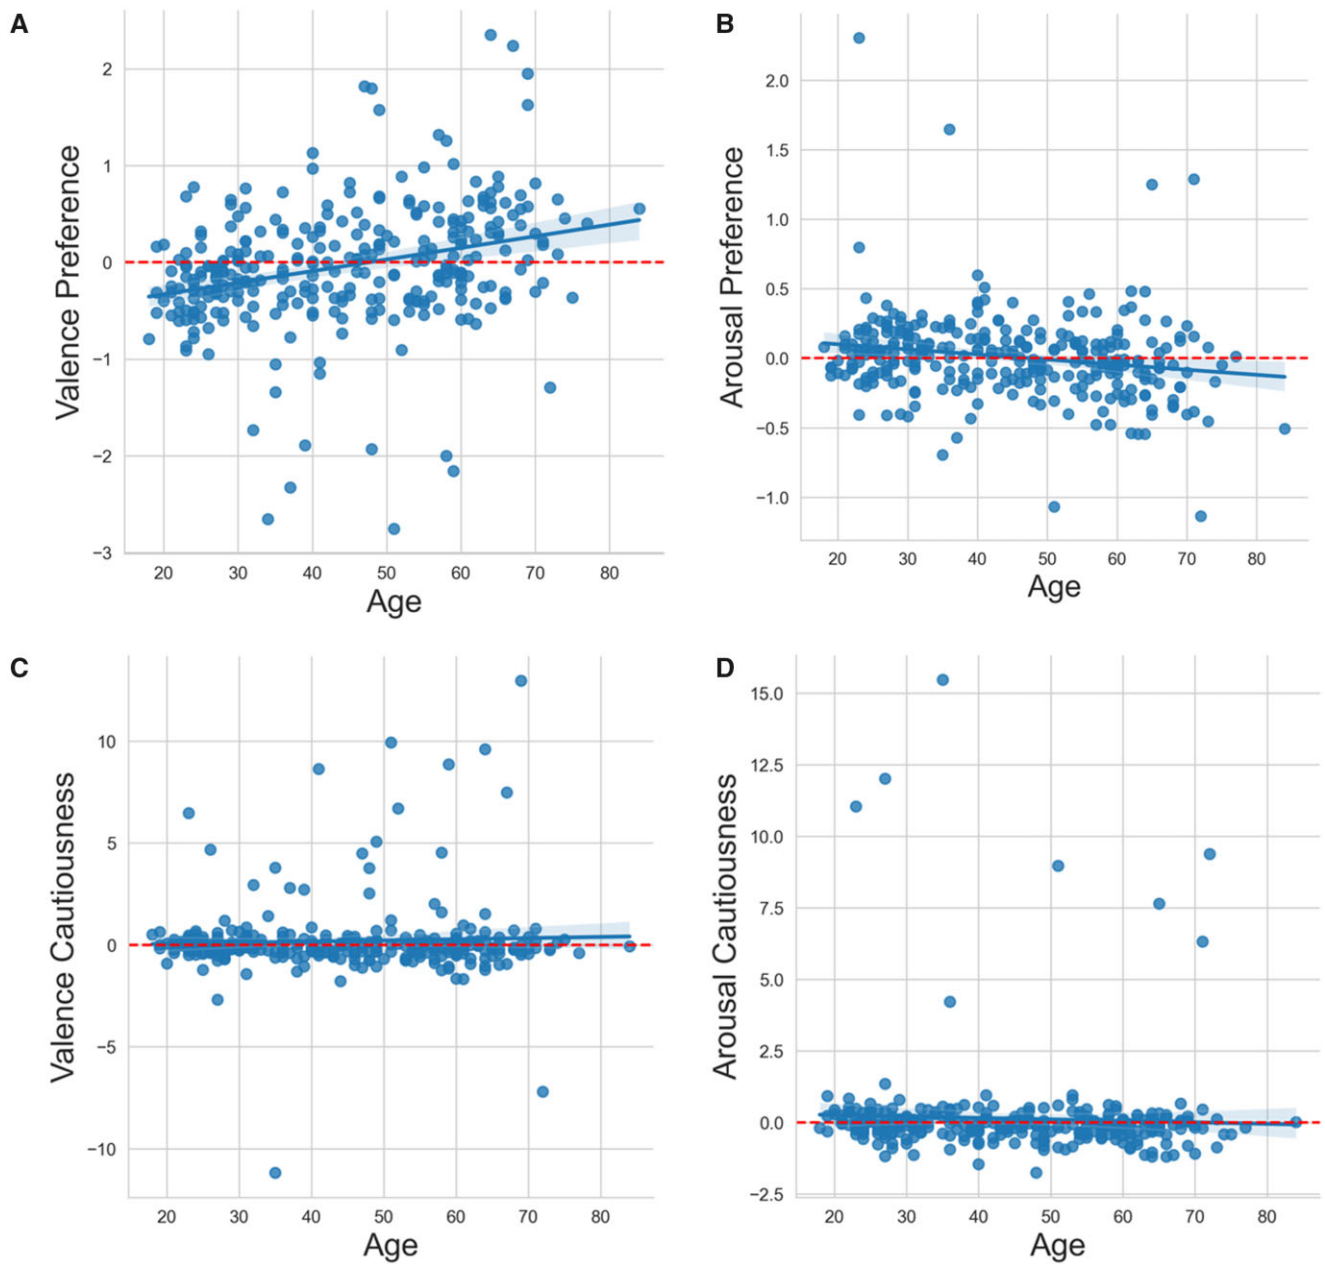 A
Valence Preference
2
1
0
−1
−2
−3
20 30 40 50 60 70 80
Age
B
Arousal Preference
2.0
1.5
1.0
0.5
0.0
−0.5
−1.0
20 30 40 50 60 70 80
Age
C
Valence Cautiousness
10
5
0
−5
−10
20 30 40 50 60 70 80
Age
D
Arousal Cautiousness
15.0
12.5
10.0
7.5
5.0
2.5
0.0
−2.5
20 30 40 50 60 70 80
Age